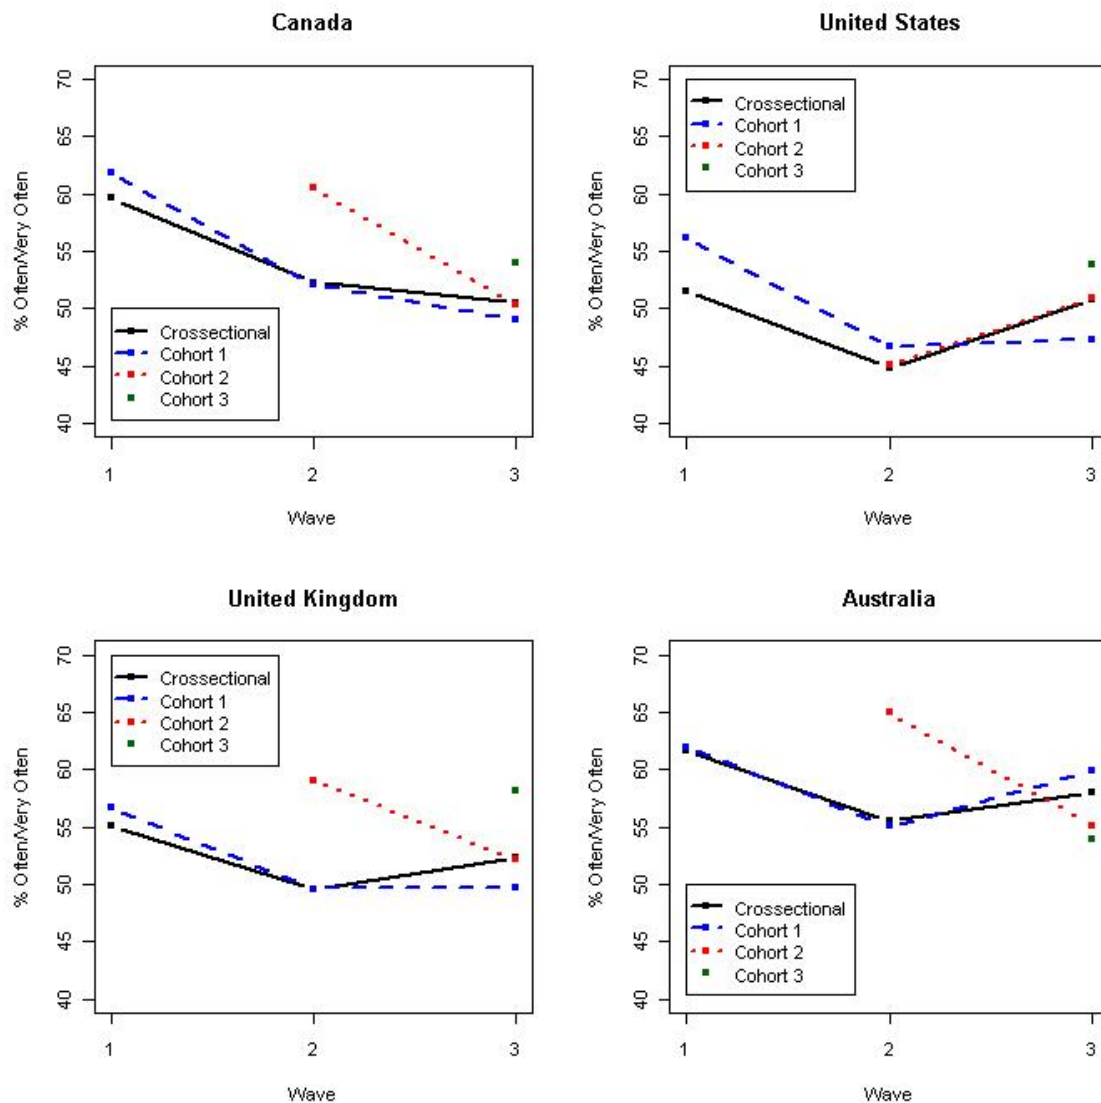 Canada
% Often/Very Often
70
65
60
55
50
45
40
Crossectional
Cohort 1
Cohort 2
Cohort 3
1 2 3
Wave
United States
% Often/Very Often
70
65
60
55
50
45
40
Crossectional
Cohort 1
Cohort 2
Cohort 3
1 2 3
Wave
United Kingdom
% Often/Very Often
70
65
60
55
50
45
40
Crossectional
Cohort 1
Cohort 2
Cohort 3
1 2 3
Wave
Australia
% Often/Very Often
70
65
60
55
50
45
40
Crossectional
Cohort 1
Cohort 2
Cohort 3
1 2 3
Wave